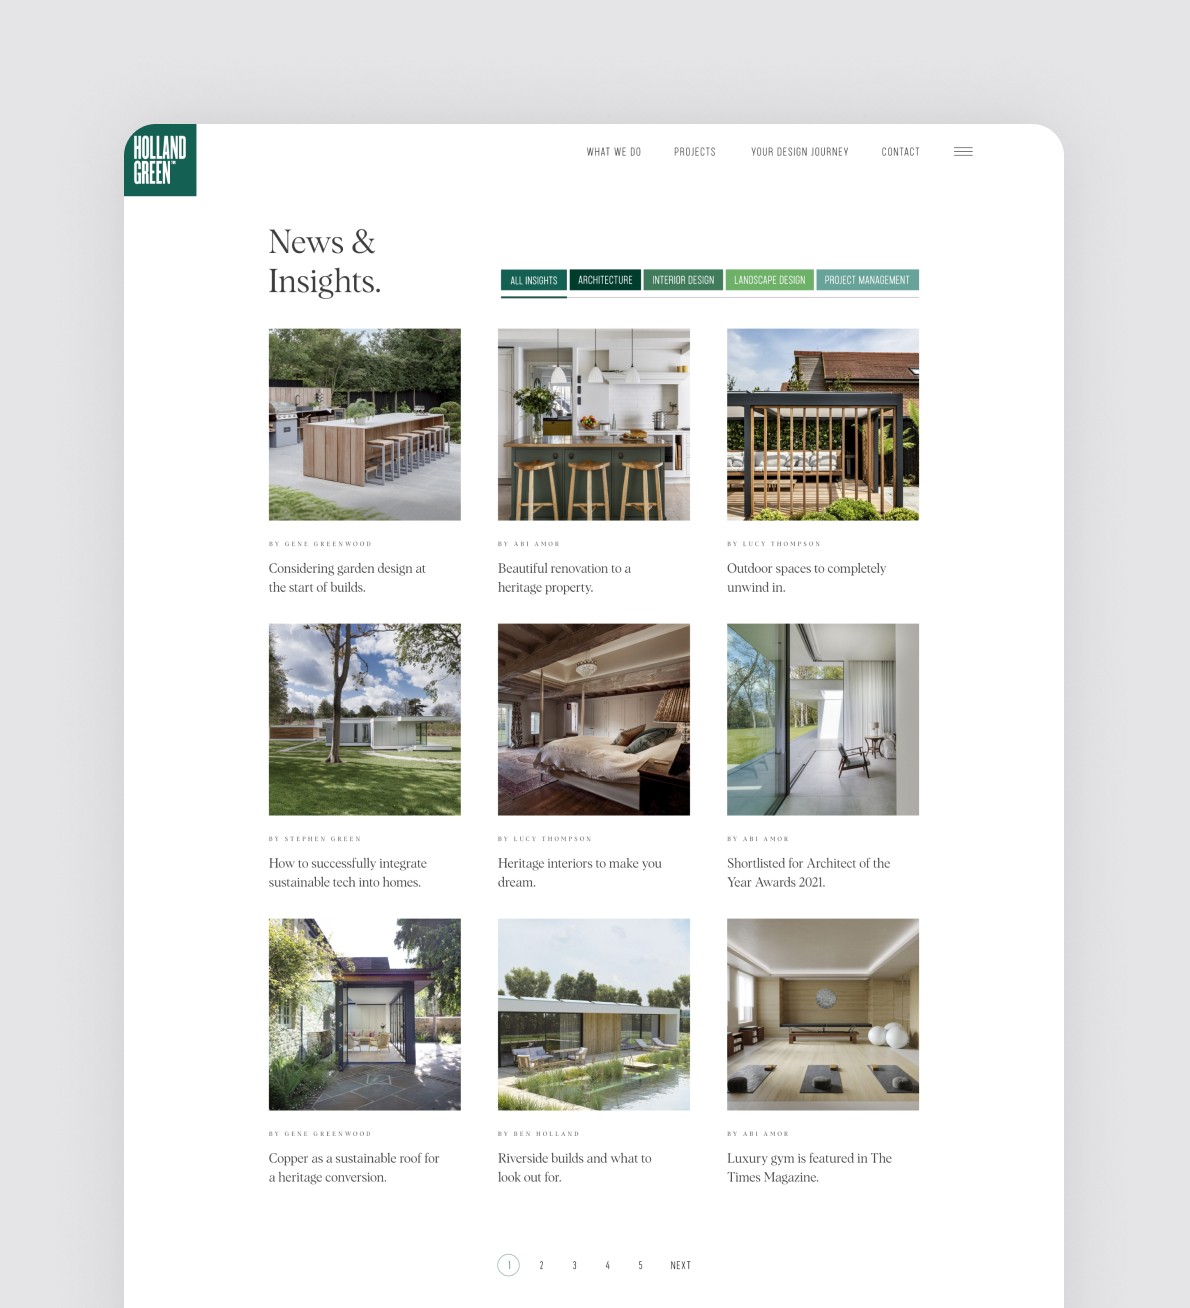 HOLLAND
GREEN™
WHAT WE DO
PROJECTS
YOUR DESIGN JOURNEY
CONTACT
News &
Insights.
ALL INSIGHTS
ARCHITECTURE
INTERIOR DESIGN
LANDSCAPE DESIGN
PROJECT MANAGEMENT
BY GENE GREENWOOD
Considering garden design at
the start of builds.
BY ABI AMOR
Beautiful renovation to a
heritage property.
BY LUCY THOMPSON
Outdoor spaces to completely
unwind in.
BY STEPHEN GREEN
How to successfully integrate
sustainable tech into homes.
BY LUCY THOMPSON
Heritage interiors to make you
dream.
BY ABI AMOR
Shortlisted for Architect of the
Year Awards 2021.
BY GENE GREENWOOD
Copper as a sustainable roof for
a heritage conversion.
BY BEN HOLLAND
Riverside builds and what to
look out for.
BY ABI AMOR
Luxury gym is featured in The
Times Magazine.
1 2 3 4 5 NEXT